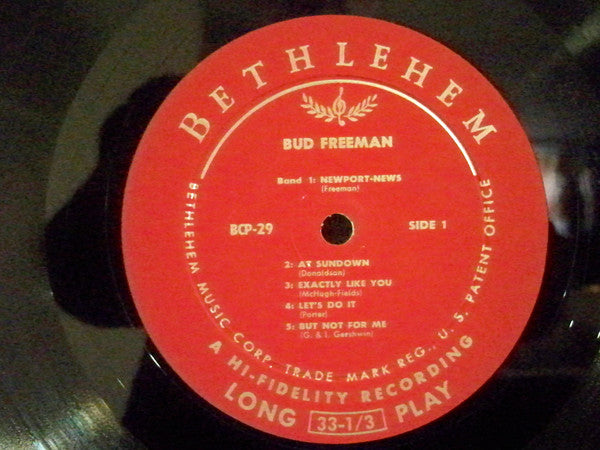 BETHLEHEM
BUD FREEMAN
Band 1: NEWPORT-NEWS
(Freeman)
BCP-29
SIDE 1
2: AT SUNDOWN
(Donaldson)
3: EXACTLY LIKE YOU
(McHugh-Fields)
4: LET'S DO IT
(Porter)
5: BUT NOT FOR ME
(G. & I. Gershwin)
BETHLEHEM MUSIC CORP. TRADE MARK REG., U. S. PATENT OFFICE
A HI-FIDELITY RECORDING
LONG 33-1/3 PLAY